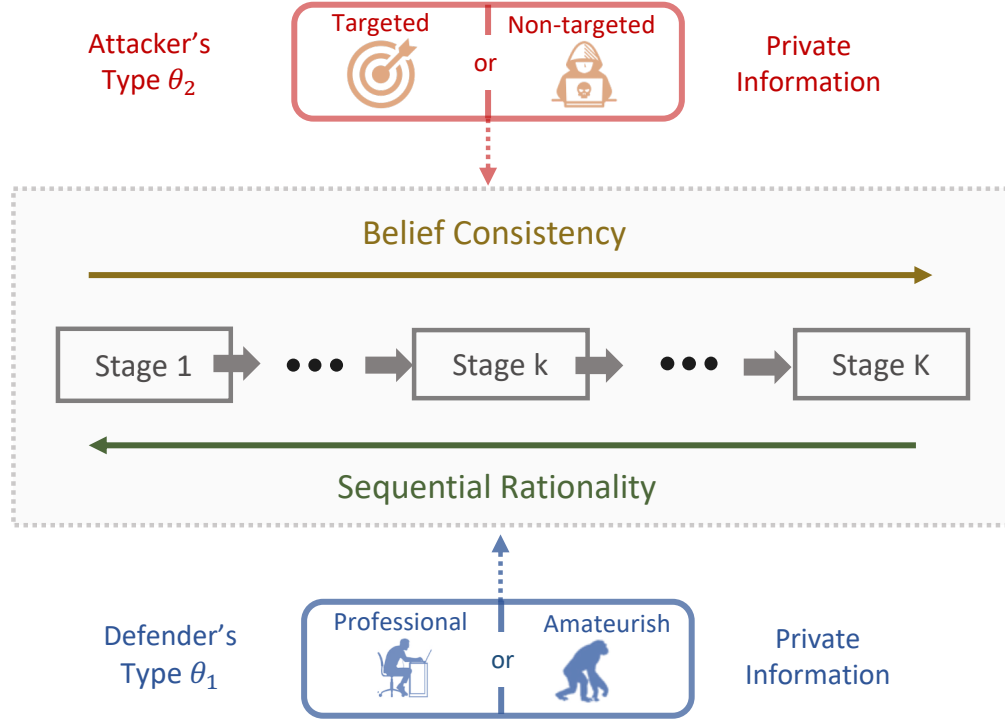 Attacker's
Type θ₂
Targeted
or
Non-targeted
Private
Information
Belief Consistency
Stage 1
Stage k
Stage K
Sequential Rationality
Defender's
Type θ₁
Professional
or
Amateurish
Private
Information